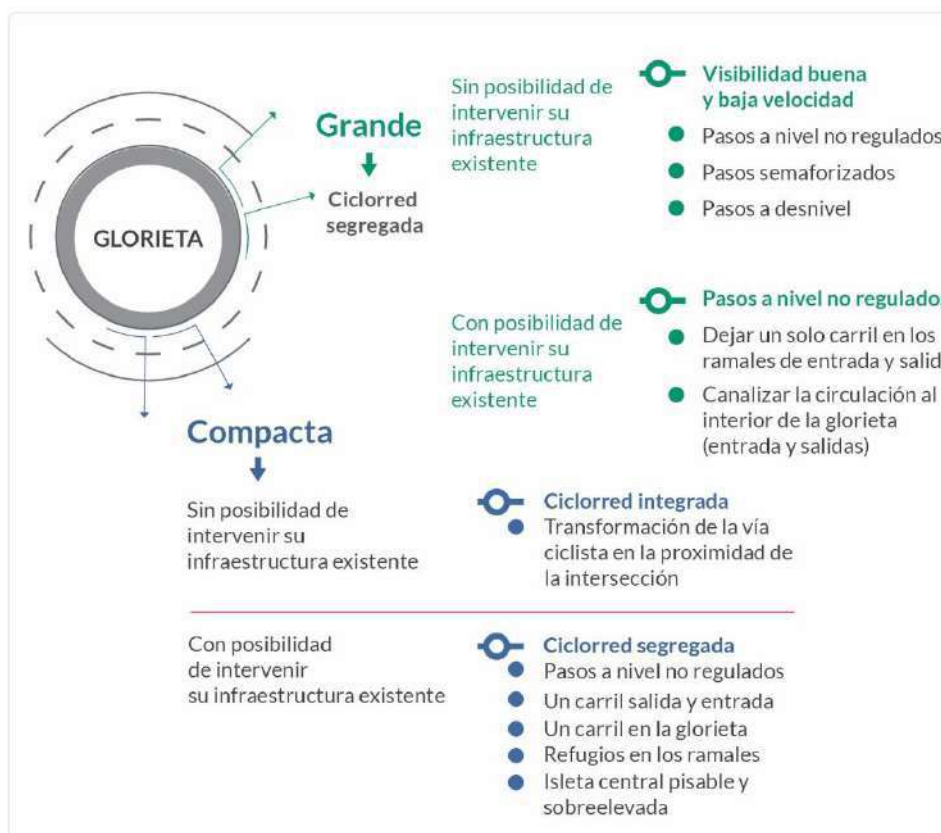 GLORIETA
Grande
Ciclorred
segregada
Sin posibilidad de
intervenir su
infraestructura
existente
Visibilidad buena
y baja velocidad
Pasos a nivel no regulados
Pasos semaforizados
Pasos a desnivel
Con posibilidad de
intervenir su
infraestructura
existente
Pasos a nivel no regulado
Dejar un solo carril en los
ramales de entrada y salid
Canalizar la circulación al
interior de la glorieta
(entrada y salidas)
Compacta
Sin posibilidad de
intervenir su
infraestructura existente
Ciclorred integrada
Transformación de la vía
ciclista en la proximidad de
la intersección
Con posibilidad
de intervenir
su infraestructura existente
Ciclorred segregada
Pasos a nivel no regulados
Un carril salida y entrada
Un carril en la glorieta
Refugios en los ramales
Isleta central pisable y
sobreelevada